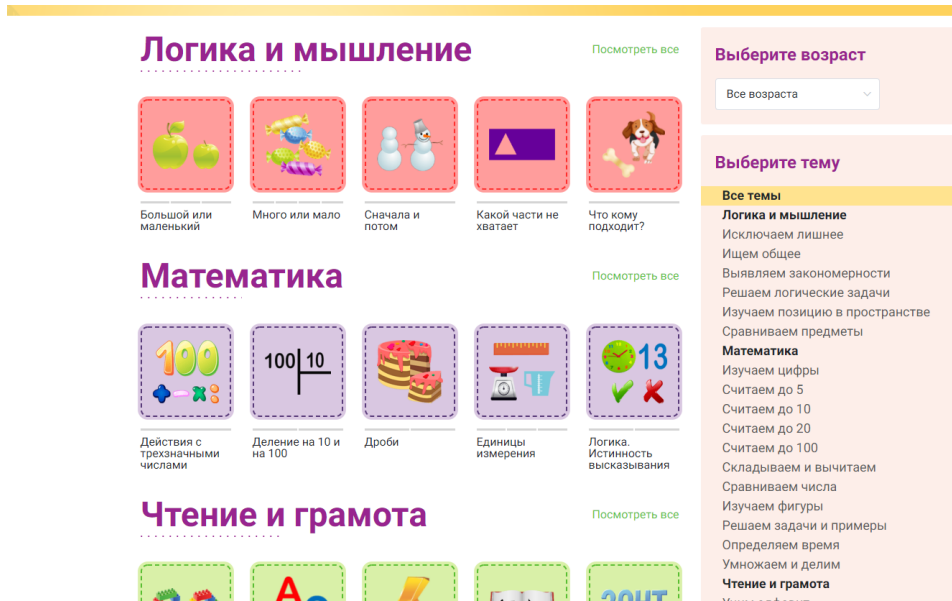 Логика и мышление
Посмотреть все
Большой или
маленький
Много или мало
Сначала и
потом
Какой части не
хватает
Что кому
подходит?
Математика
Посмотреть все
100
100 10
13
Действия с
трехзначными
числами
Деление на 10 и
на 100
Дроби
Единицы
измерения
Логика.
Истинность
высказывания
Чтение и грамота
Посмотреть все
А
Выберите возраст
Все возраста
Выберите тему
Все темы
Логика и мышление
Исключаем лишнее
Ищем общее
Выявляем закономерности
Решаем логические задачи
Изучаем позицию в пространстве
Сравниваем предметы
Математика
Изучаем цифры
Считаем до 5
Считаем до 10
Считаем до 20
Считаем до 100
Складываем и вычитаем
Сравниваем числа
Изучаем фигуры
Решаем задачи и примеры
Определяем время
Умножаем и делим
Чтение и грамота